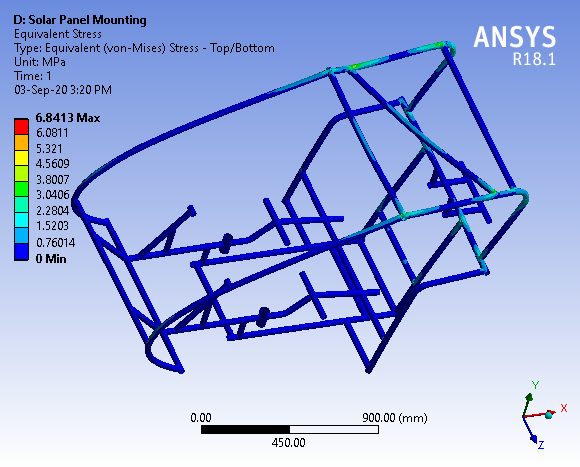 D: Solar Panel Mounting
Equivalent Stress
Type: Equivalent (von-Mises) Stress - Top/Bottom
Unit: MPa
Time: 1
03-Sep-20 3:20 PM
ANSYS
R18.1
6.8413 Max
6.0811
5.321
4.5609
3.8007
3.0406
2.2804
1.5203
0.76014
0 Min
0.00
900.00 (mm)
450.00
Y
X
Z